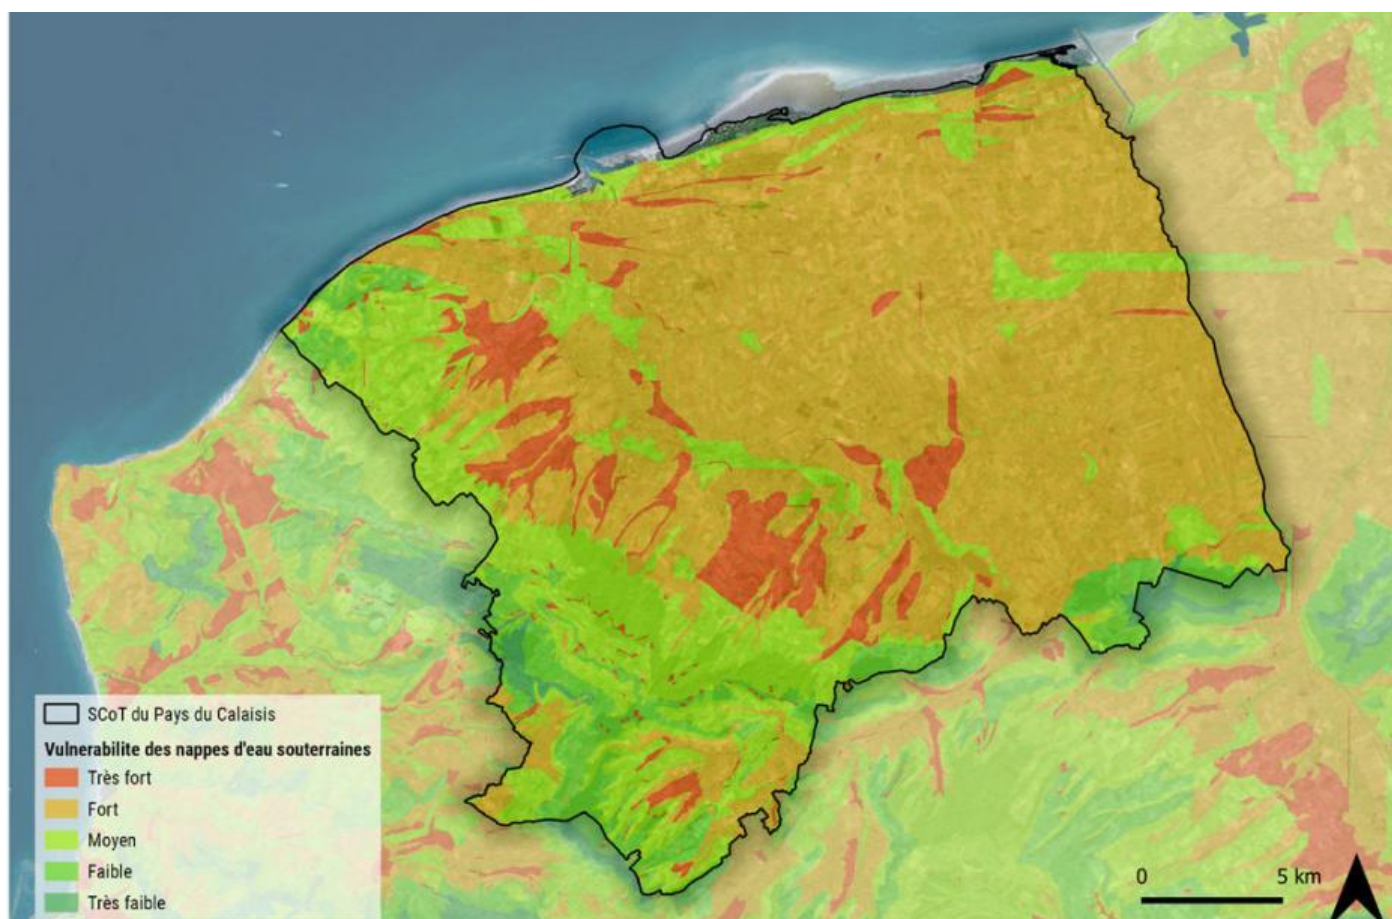 SCoT du Pays du Calaisis
Vulnerabilite des nappes d'eau souterraines
Très fort
Fort
Moyen
Faible
Très faible
0 5 km